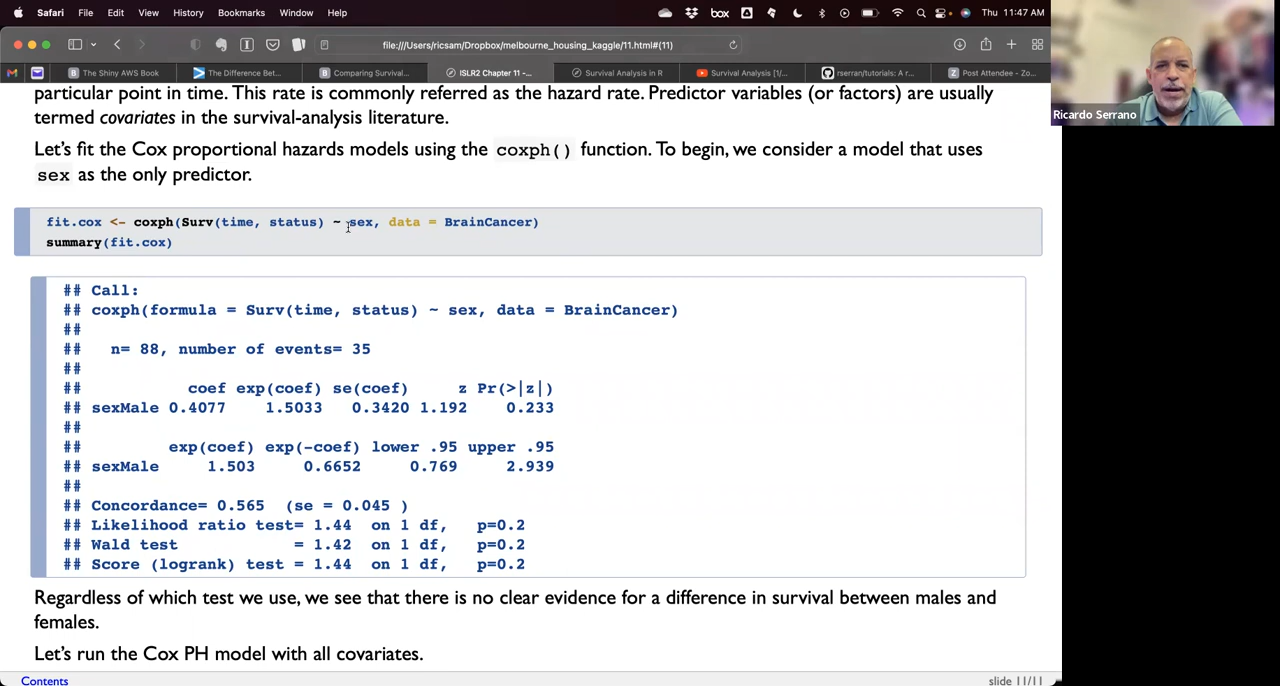 Safari File Edit View History Bookmarks Window Help box Thu 11:47 AM
file:///Users/ricsam/Dropbox/melbourne_housing_kaggle/11.html#(11)
The Shiny AWS Book The Difference Bet... Comparing Survival... ISLR2 Chapter 11 –... Survival Analysis in R Survival Analysis [1/... rserran/tutorials: A r... Post Attendee - Zo...
particular point in time. This rate is commonly referred as the hazard rate. Predictor variables (or factors) are usually
termed covariates in the survival-analysis literature.
Let's fit the Cox proportional hazards models using the coxph() function. To begin, we consider a model that uses
sex as the only predictor.
fit.cox <- coxph(Surv(time, status) ~ sex, data = BrainCancer)
summary(fit.cox)
## Call:
## coxph(formula = Surv(time, status) ~ sex, data = BrainCancer)
##
## n= 88, number of events= 35
##
## coef exp(coef) se(coef) z Pr(>|z|)
## sexMale 0.4077 1.5033 0.3420 1.192 0.233
##
## exp(coef) exp(-coef) lower .95 upper .95
## sexMale 1.503 0.6652 0.769 2.939
##
## Concordance= 0.565 (se = 0.045 )
## Likelihood ratio test= 1.44 on 1 df, p=0.2
## Wald test = 1.42 on 1 df, p=0.2
## Score (logrank) test = 1.44 on 1 df, p=0.2
Regardless of which test we use, we see that there is no clear evidence for a difference in survival between males and
females.
Let's run the Cox PH model with all covariates.
Contents
slide 11/11
Ricardo Serrano